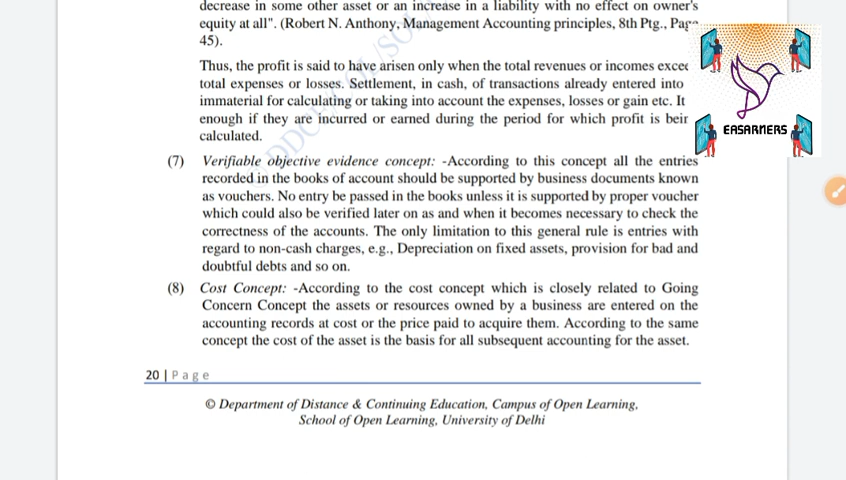 decrease in some other asset or an increase in a liability with no effect on owner's
equity at all". (Robert N. Anthony, Management Accounting principles, 8th Ptg., Page
45).
Thus, the profit is said to have arisen only when the total revenues or incomes
total expenses or losses. Settlement, in cash, of transactions already entered into
immaterial for calculating or taking into account the expenses, losses or gain etc. It
enough if they are incurred or earned during the period for which profit is
calculated.
EASARNERS
(7) Verifiable objective evidence concept: -According to this concept all the entries
recorded in the books of account should be supported by business documents known
as vouchers. No entry be passed in the books unless it is supported by proper voucher
which could also be verified later on as and when it becomes necessary to check the
correctness of the accounts. The only limitation to this general rule is entries with
regard to non-cash charges, e.g., Depreciation on fixed assets, provision for bad and
doubtful debts and so on.
(8) Cost Concept: -According to the cost concept which is closely related to Going
Concern Concept the assets or resources owned by a business are entered on the
accounting records at cost or the price paid to acquire them. According to the same
concept the cost of the asset is the basis for all subsequent accounting for the asset.
20 | P a g e
© Department of Distance & Continuing Education, Campus of Open Learning,
School of Open Learning, University of Delhi